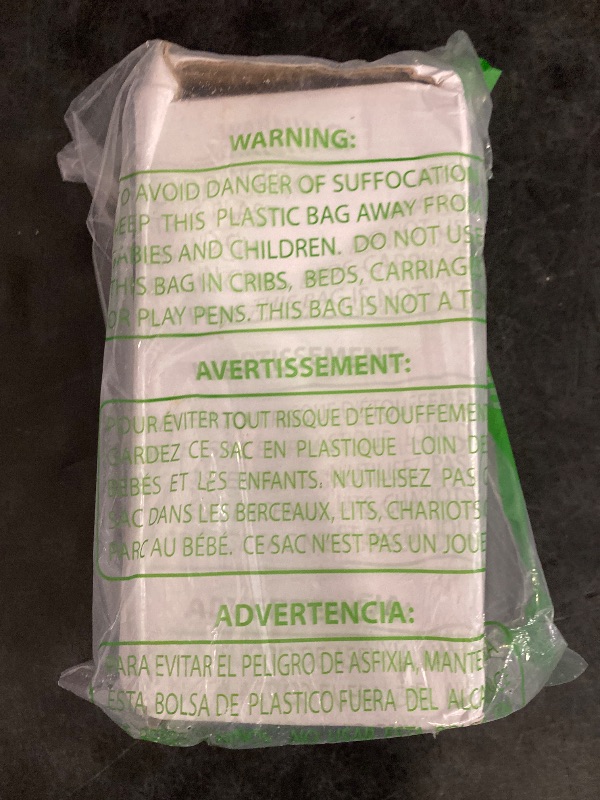 WARNING:
O AVOID DANGER OF SUFFOCATION
EEP THIS PLASTIC BAG AWAY FROM
BABIES AND CHILDREN. DO NOT USE
THIS BAG IN CRIBS, BEDS, CARRIAG
OR PLAY PENS. THIS BAG IS NOT A TO
AVERTISSEMENT:
POUR ÉVITER TOUT RISQUE D'ÉTOUFFEMEN
GARDEZ CE SAC EN PLASTIQUE LOIN DE
BÉBÉS ET LES ENFANTS. N'UTILISEZ PAS
SAC DANS LES BERCEAUX, LITS, CHARIOTS
PARC AU BÉBÉ. CE SAC N'EST PAS UN JOUE
ADVERTENCIA:
PARA EVITAR EL PELIGRO DE ASFIXIA, MANTE
ESTA BOLSA DE PLASTICO FUERA DEL ALCAN